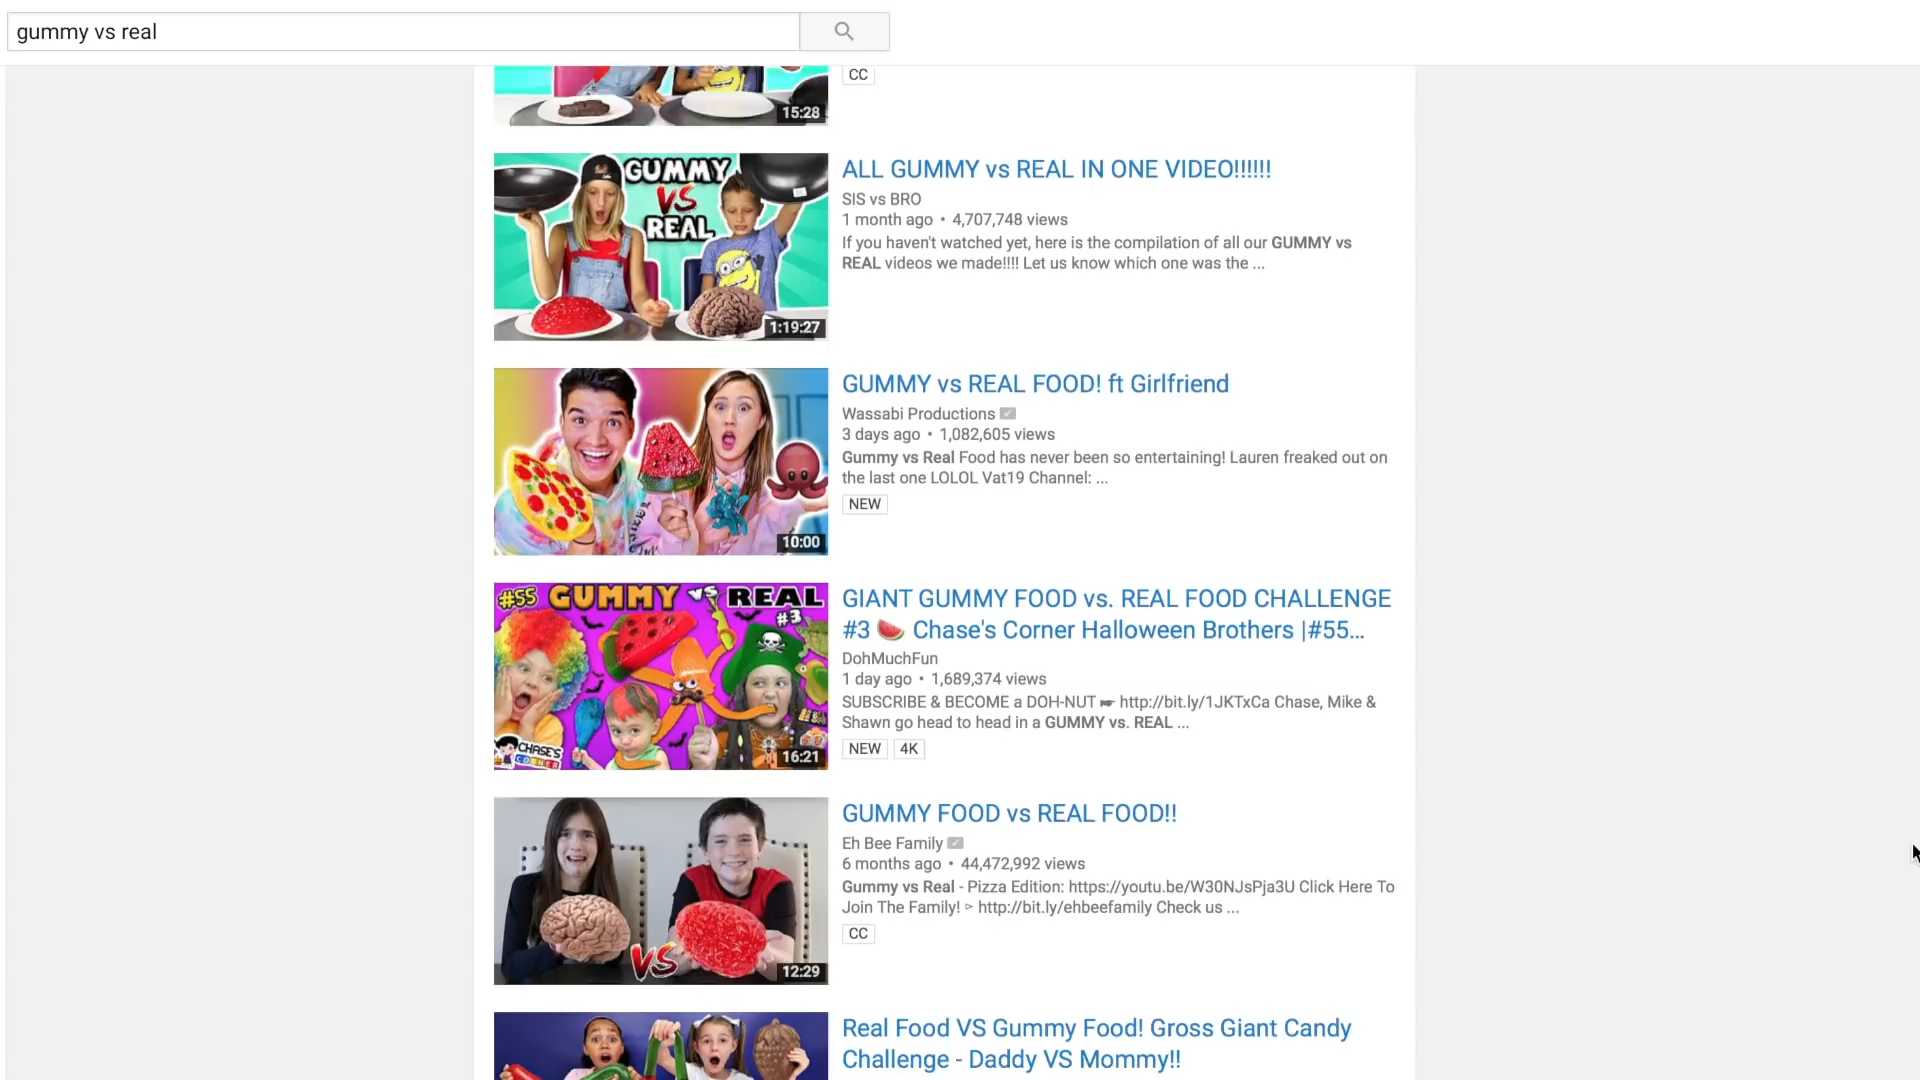 gummy vs real
CC
15:28
GUMMY
VS
REAL
1:19:27
ALL GUMMY vs REAL IN ONE VIDEO!!!!!!
SIS vs BRO
1 month ago • 4,707,748 views
If you haven't watched yet, here is the compilation of all our GUMMY vs
REAL videos we made!!!! Let us know which one was the ...
10:00
GUMMY vs REAL FOOD! ft Girlfriend
Wassabi Productions
3 days ago • 1,082,605 views
Gummy vs Real Food has never been so entertaining! Lauren freaked out on
the last one LOLOL Vat19 Channel: ...
NEW
#55 GUMMY vs REAL
#3
CHASE'S
CORNER
16:21
GIANT GUMMY FOOD vs. REAL FOOD CHALLENGE
#3 🍉 Chase's Corner Halloween Brothers |#55...
DohMuchFun
1 day ago • 1,689,374 views
SUBSCRIBE & BECOME a DOH-NUT ☛ http://bit.ly/1JKTxCa Chase, Mike &
Shawn go head to head in a GUMMY vs. REAL ...
NEW 4K
VS
12:29
GUMMY FOOD vs REAL FOOD!!
Eh Bee Family
6 months ago • 44,472,992 views
Gummy vs Real - Pizza Edition: https://youtu.be/W30NJsPja3U Click Here To
Join The Family! ⊳ http://bit.ly/ehbeefamily Check us ...
CC
Real Food VS Gummy Food! Gross Giant Candy
Challenge - Daddy VS Mommy!!